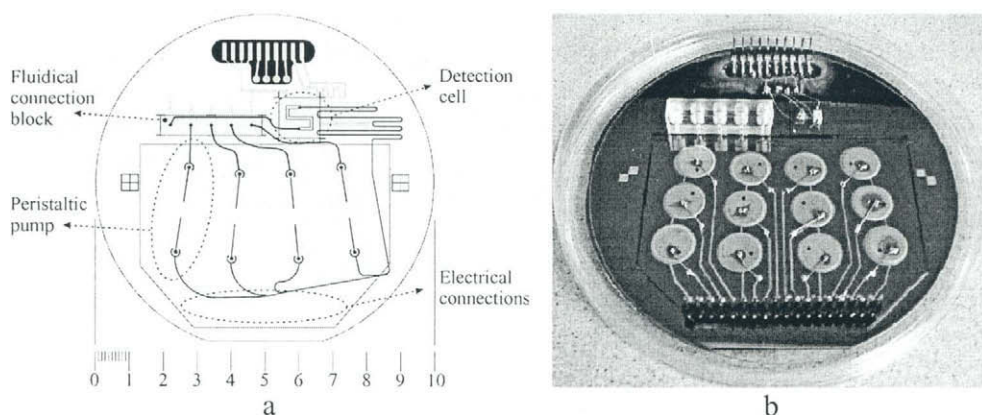 Fluidical
connection
block
Detection
cell
Peristaltic
pump
Electrical
connections
0 1 2 3 4 5 6 7 8 9 10
a
b